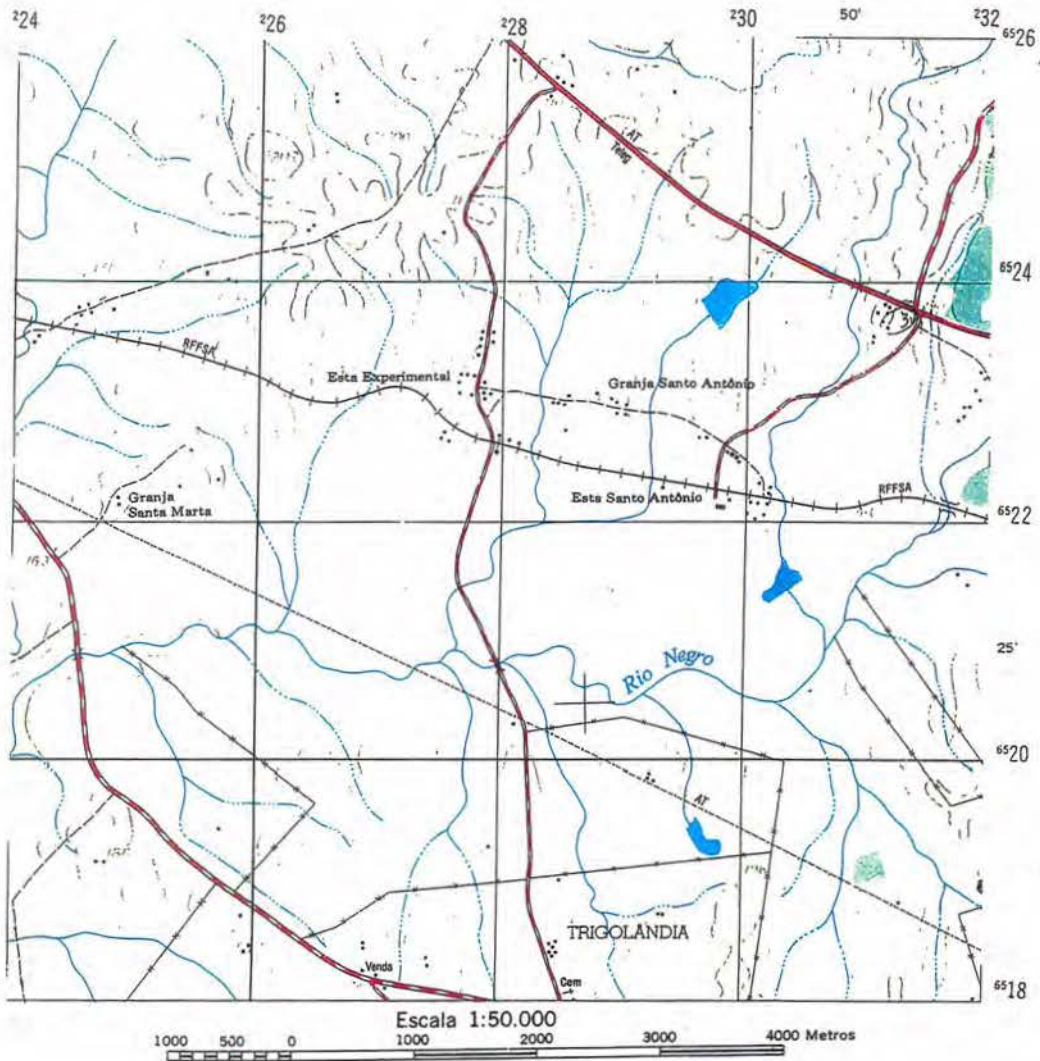 ²24 ²26 ²28 ²30 50' ²32
⁶⁵26
AT
Teleg
⁶⁵24
RFFSA
Esta Experimental
Granja Santo Antônio
Granja
Santa Marta
Esta Santo Antônio
RFFSA
⁶⁵22
25'
Rio Negro
⁶⁵20
AT
TRIGOLÂNDIA
Venda
Cem
⁶⁵18
Escala 1:50.000
1000 500 0 1000 2000 3000 4000 Metros